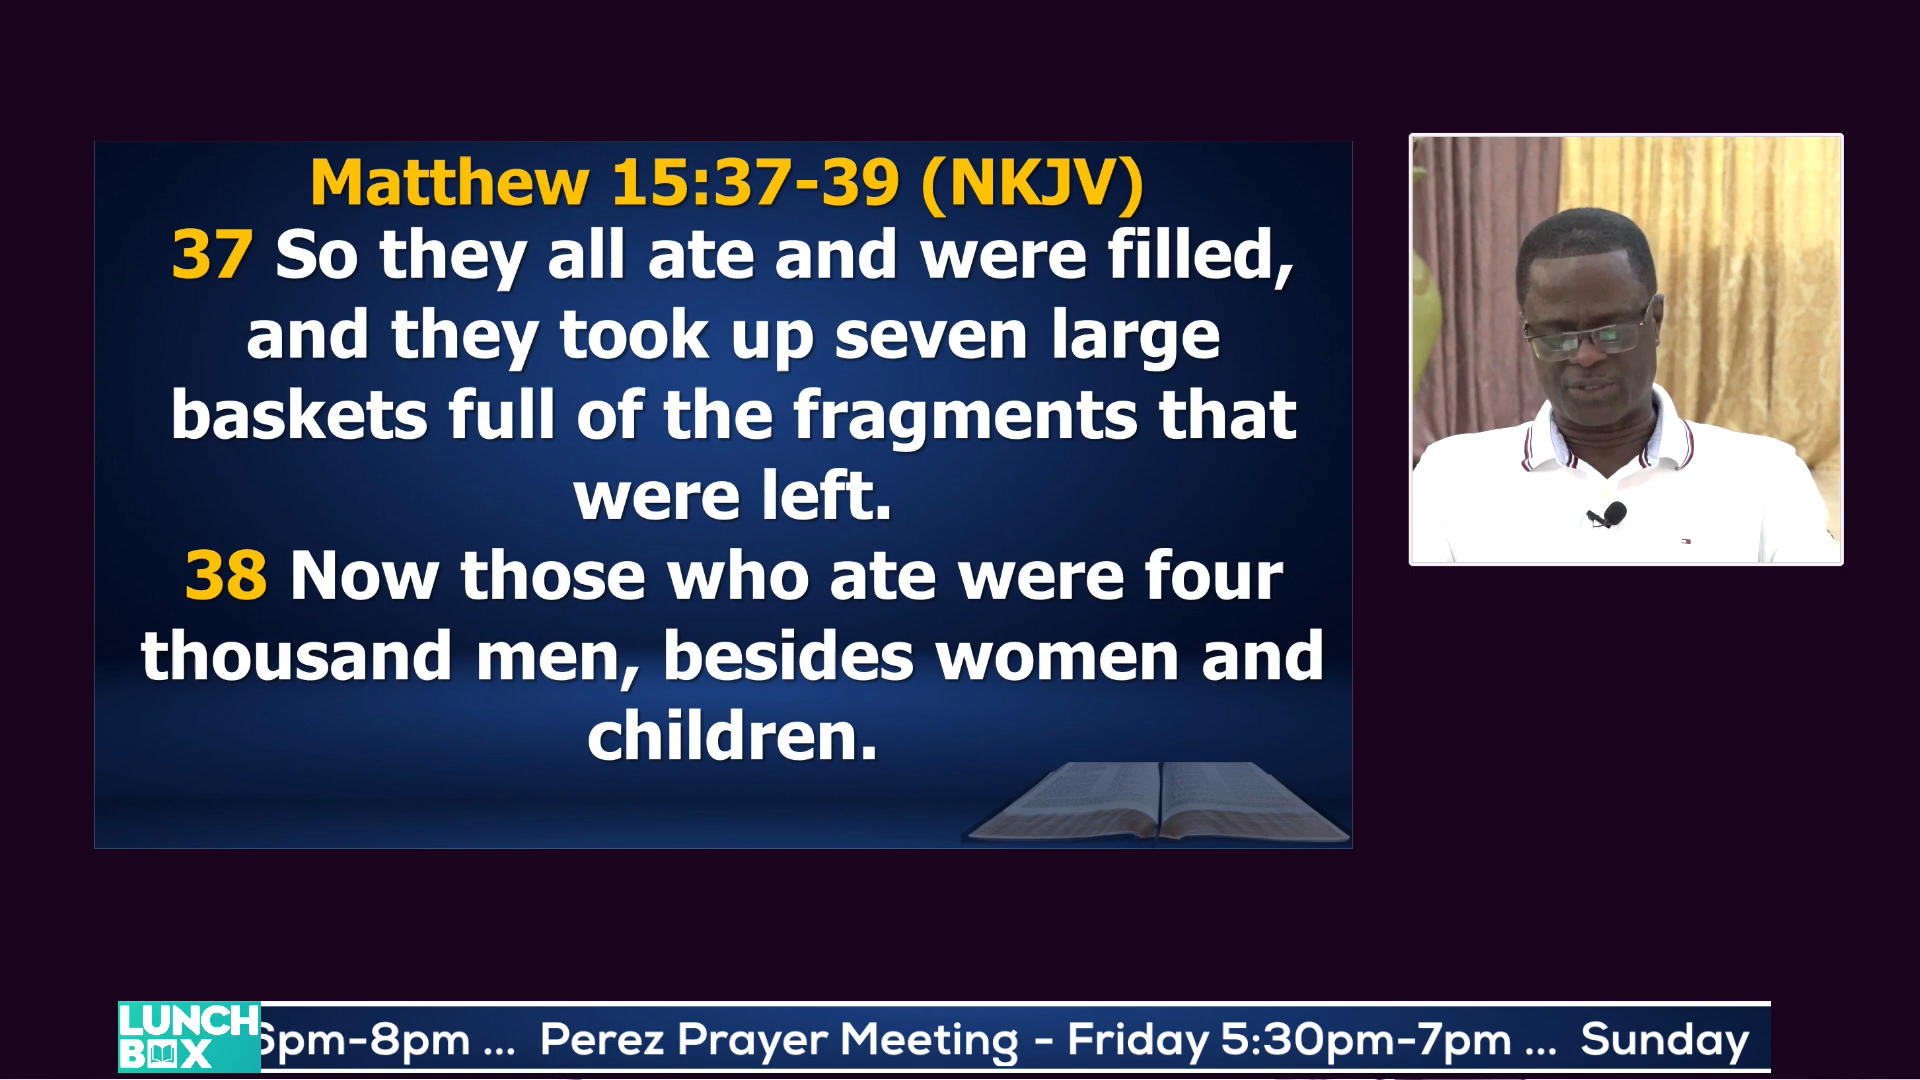 Matthew 15:37-39 (NKJV)
37 So they all ate and were filled,
and they took up seven large
baskets full of the fragments that
were left.
38 Now those who ate were four
thousand men, besides women and
children.
LUNCH
BOX
6pm-8pm ... Perez Prayer Meeting - Friday 5:30pm-7pm ... Sunday